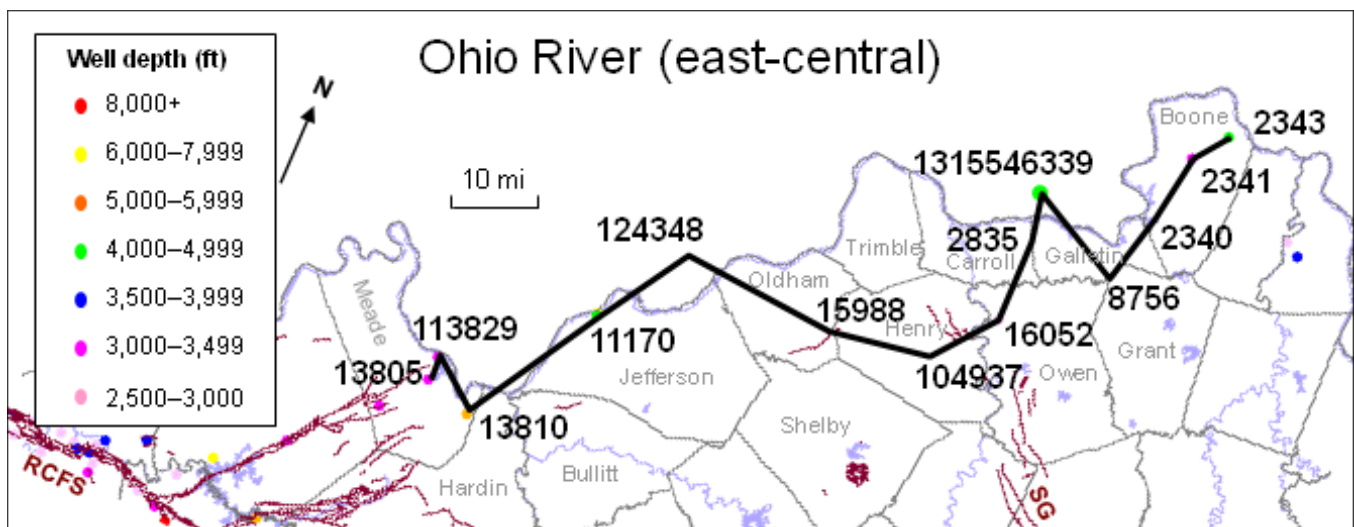 Ohio River (east-central)
Well depth (ft)
8,000+
6,000–7,999
5,000–5,999
4,000–4,999
3,500–3,999
3,000–3,499
2,500–3,000
N
10 mi
Boone
2343
1315546339
2341
124348
2835
Trimble
Carroll
Gallatin
2340
Oldham
Meade
8756
113829
15988
Henry
16052
11170
Grant
13805
Jefferson
104937
Owen
13810
Shelby
RCFS
Bullitt
Hardin
SG